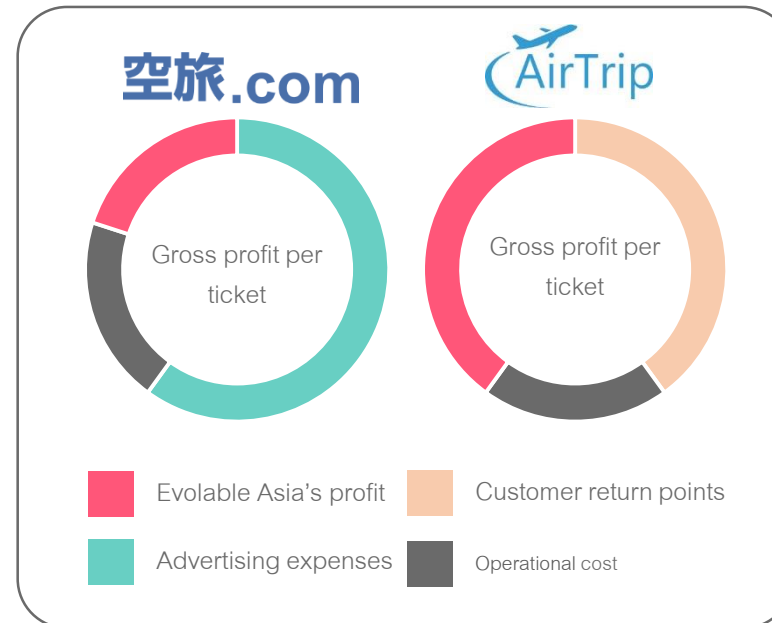 空旅.com
AirTrip
Gross profit per
ticket
Gross profit per
ticket
Evolable Asia’s profit
Customer return points
Advertising expenses
Operational cost